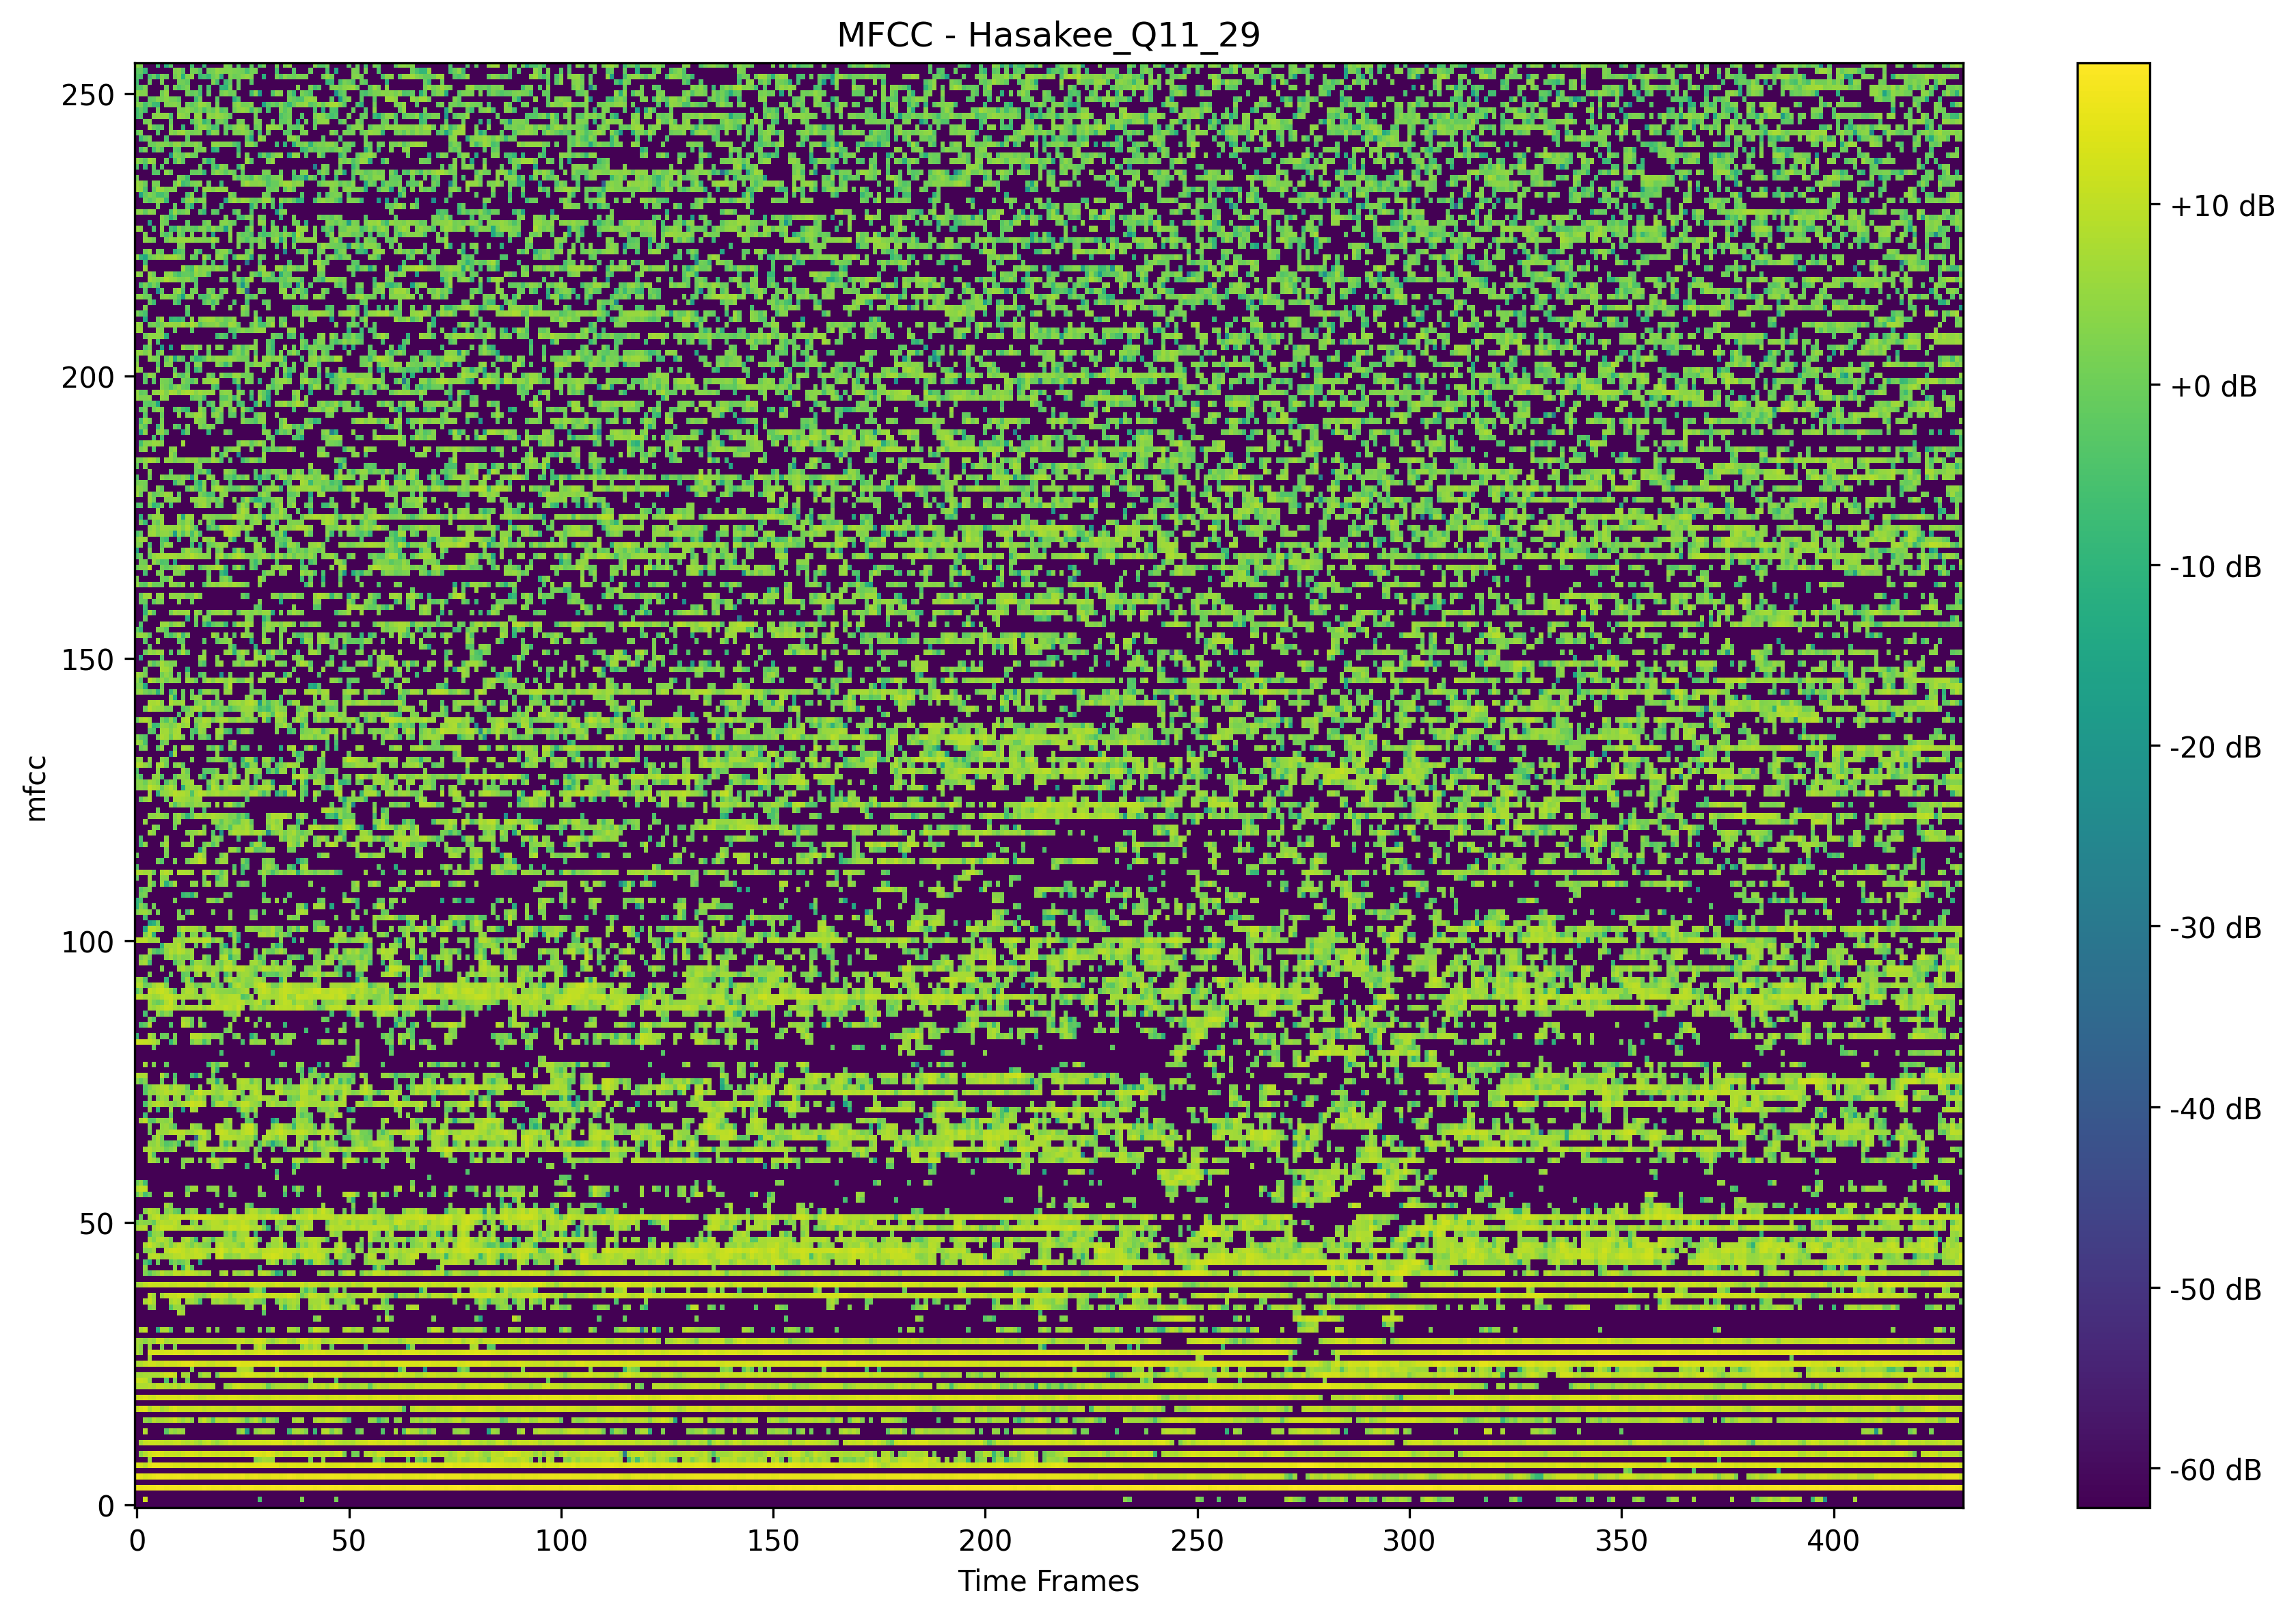 MFCC - Hasakee_Q11_29
250
200
150
100
50
0
mfcc
0 50 100 150 200 250 300 350 400
Time Frames
+10 dB
+0 dB
-10 dB
-20 dB
-30 dB
-40 dB
-50 dB
-60 dB